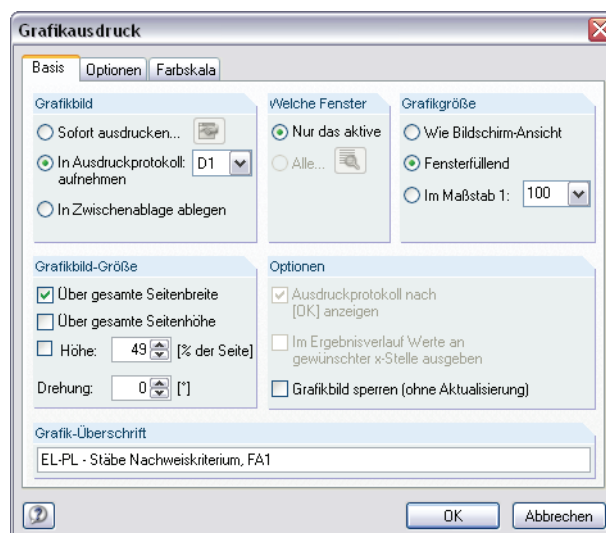 Grafikausdruck
Basis Optionen Farbskala
Grafikbild
Sofort ausdrucken...
In Ausdruckprotokoll: D1
aufnehmen
In Zwischenablage ablegen
Welche Fenster
Nur das aktive
Alle...
Grafikgröße
Wie Bildschirm-Ansicht
Fensterfüllend
Im Maßstab 1: 100
Grafikbild-Größe
Über gesamte Seitenbreite
Über gesamte Seitenhöhe
Höhe: 49 [% der Seite]
Drehung: 0 [°]
Optionen
Ausdruckprotokoll nach
[OK] anzeigen
Im Ergebnisverlauf Werte an
gewünschter x-Stelle ausgeben
Grafikbild sperren (ohne Aktualisierung)
Grafik-Überschrift
EL-PL - Stäbe Nachweiskriterium, FA1
OK Abbrechen